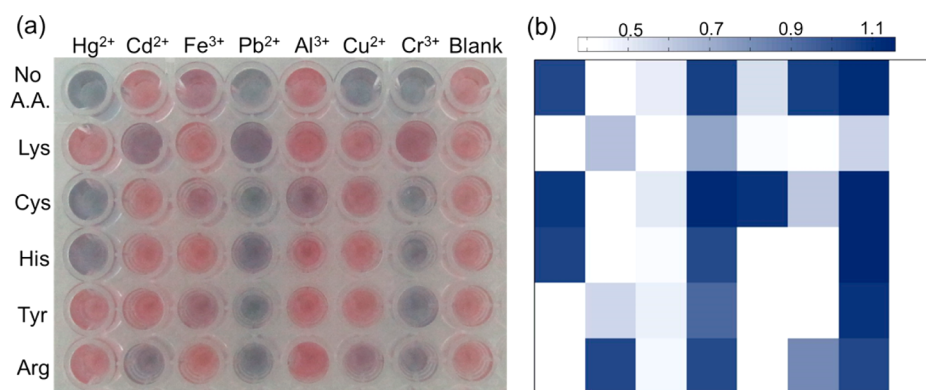 (a)
Hg²⁺ Cd²⁺ Fe³⁺ Pb²⁺ Al³⁺ Cu²⁺ Cr³⁺ Blank
No
A.A.
Lys
Cys
His
Tyr
Arg
(b)
0.5 0.7 0.9 1.1